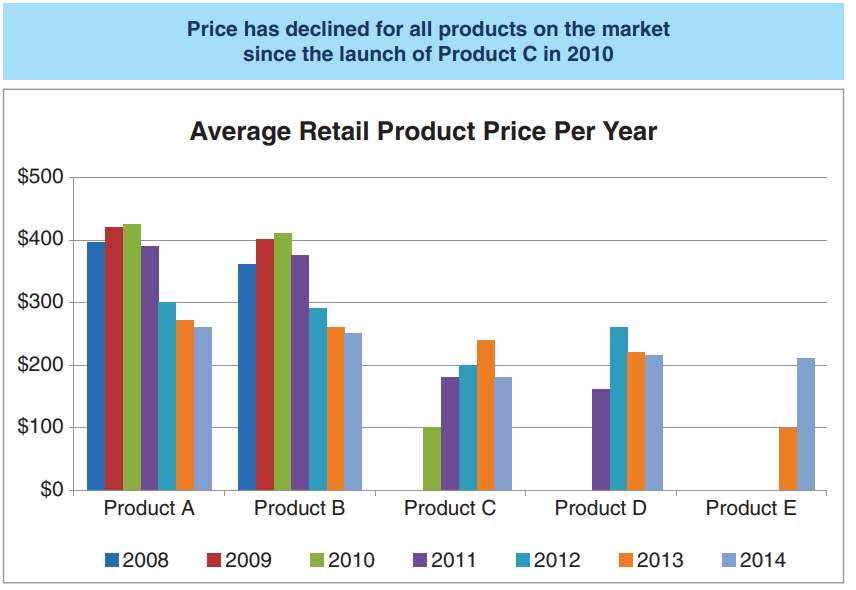 Price has declined for all products on the market
since the launch of Product C in 2010
Average Retail Product Price Per Year
$500
$400
$300
$200
$100
$0
Product A Product B Product C Product D Product E
2008 2009 2010 2011 2012 2013 2014